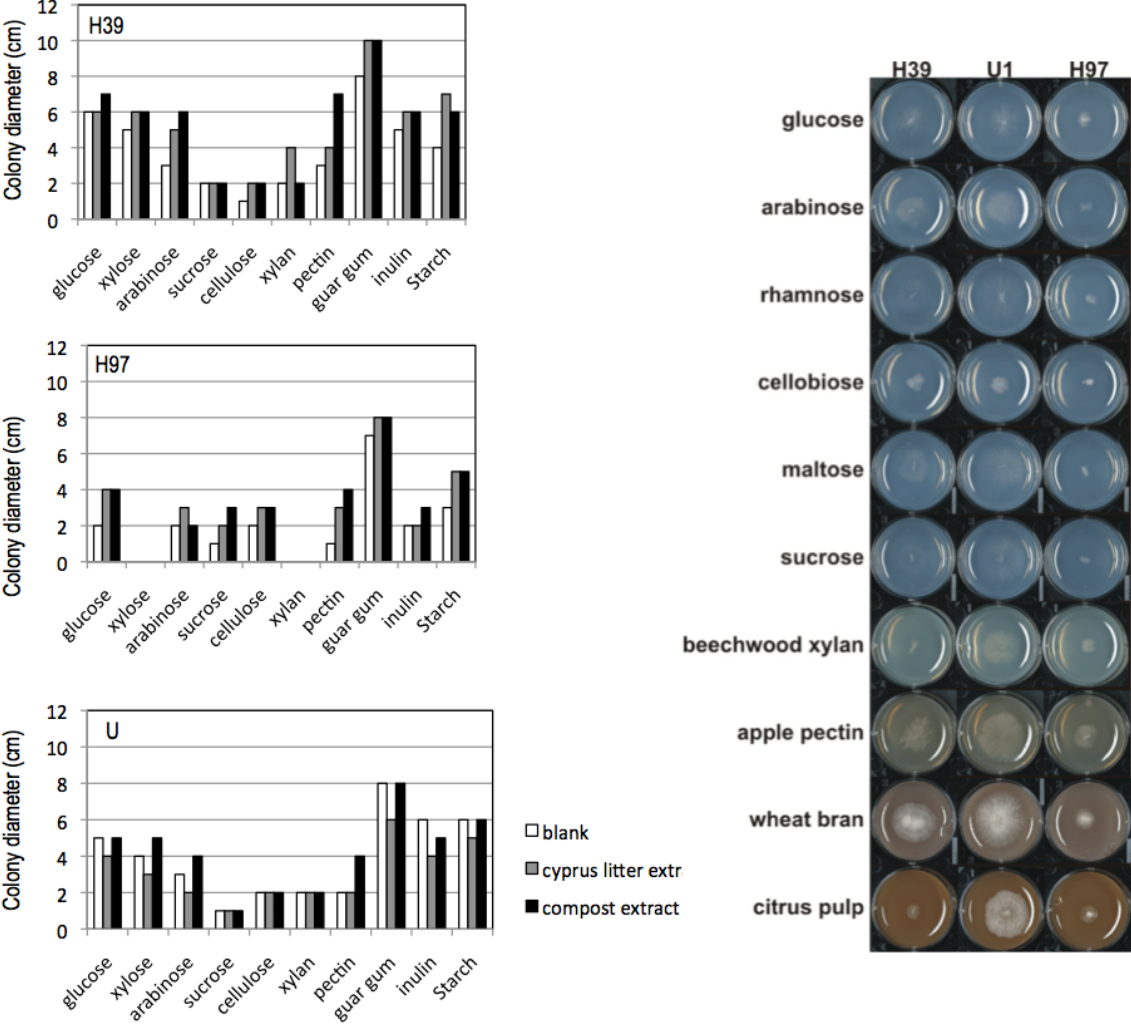 H39
Colony diameter (cm)
12
10
8
6
4
2
0
glucose
xylose
arabinose
sucrose
cellulose
xylan
pectin
guar gum
inulin
Starch
H97
Colony diameter (cm)
12
10
8
6
4
2
0
glucose
xylose
arabinose
sucrose
cellulose
xylan
pectin
guar gum
inulin
Starch
U
Colony diameter (cm)
12
10
8
6
4
2
0
glucose
xylose
arabinose
sucrose
cellulose
xylan
pectin
guar gum
inulin
Starch
blank
cyprus litter extr
compost extract
H39 U1 H97
glucose
arabinose
rhamnose
cellobiose
maltose
sucrose
beechwood xylan
apple pectin
wheat bran
citrus pulp